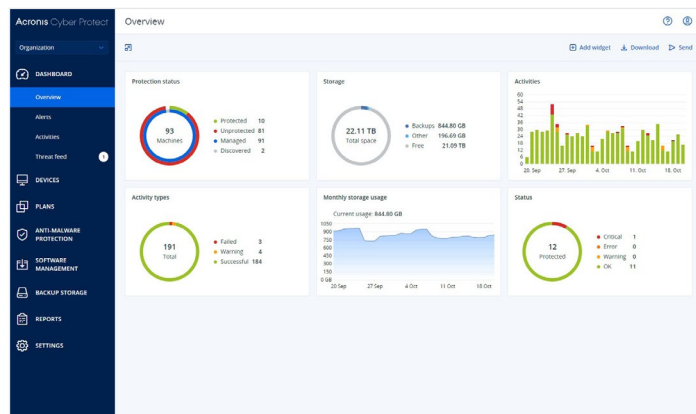 Acronis Cyber Protect
Overview
Organization
Add widget
Download
Send
DASHBOARD
Overview
Alerts
Activities
Threat feed
1
DEVICES
PLANS
ANTI-MALWARE
PROTECTION
SOFTWARE
MANAGEMENT
BACKUP STORAGE
REPORTS
SETTINGS
Protection status
93
Machines
Protected 10
Unprotected 81
Managed 91
Discovered 2
Storage
22.11 TB
Total space
Backups 844.80 GB
Other 196.69 GB
Free 21.09 TB
Activities
60
54
48
42
36
30
24
18
12
6
0
20. Sep 27. Sep 4. Oct 11. Oct 18. Oct
Activity types
191
Total
Failed 3
Warning 4
Successful 184
Monthly storage usage
Current usage: 844.80 GB
1050
900
750
600
450
300
150
0 GB
20 Sep 27 Sep 4 Oct 11 Oct 18 Oct
Status
12
Protected
Critical 1
Error 0
Warning 0
OK 11